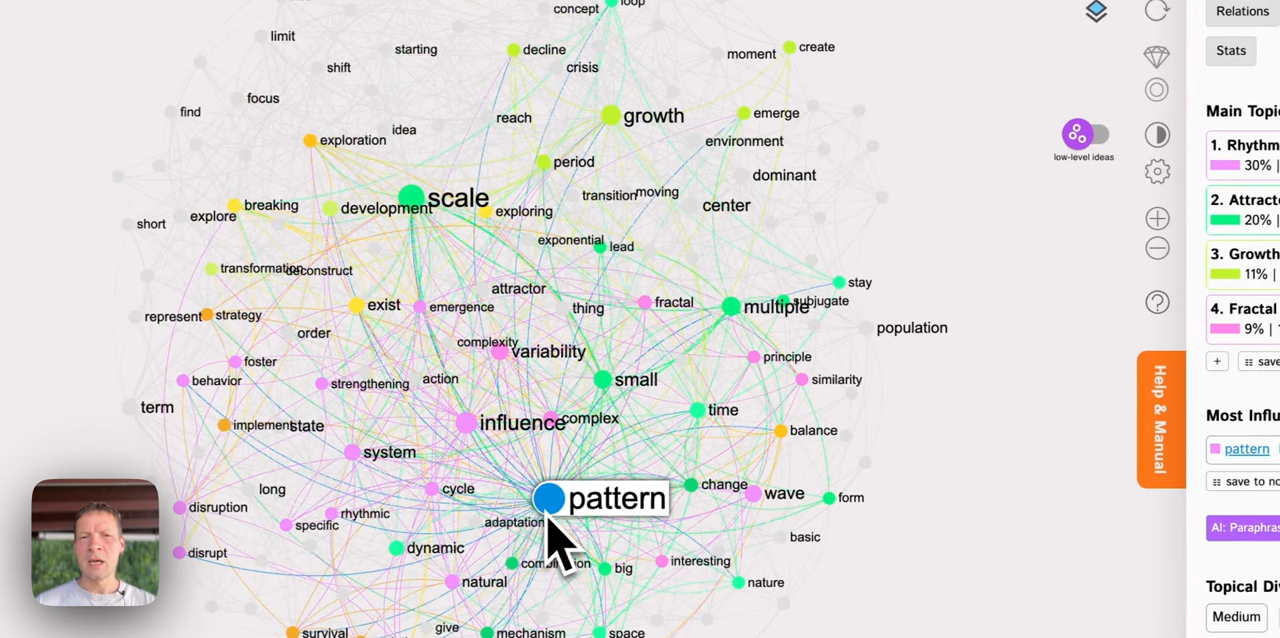 concept
loop
limit
starting
decline
moment
create
shift
crisis
find
focus
reach
growth
emerge
exploration
idea
environment
period
dominant
scale
transition
moving
center
breaking
development
exploring
explore
short
exponential
lead
transformation
deconstruct
attractor
stay
exist
emergence
thing
fractal
multiple
subjugate
represent
strategy
order
population
complexity
variability
principle
foster
behavior
strengthening
action
small
similarity
term
influence
complex
time
implement
state
balance
system
long
cycle
pattern
change
wave
form
disruption
specific
rhythmic
adaptation
basic
disrupt
dynamic
big
interesting
natural
nature
survival
give
mechanism
space
low-level ideas
Help & Manual
Relations
Stats
Main Topic
1. Rhythm
30% |
2. Attracto
20% |
3. Growth
11% |
4. Fractal
9% |
+
save
Most Influ
pattern
save to no
AI: Paraphras
Topical Div
Medium